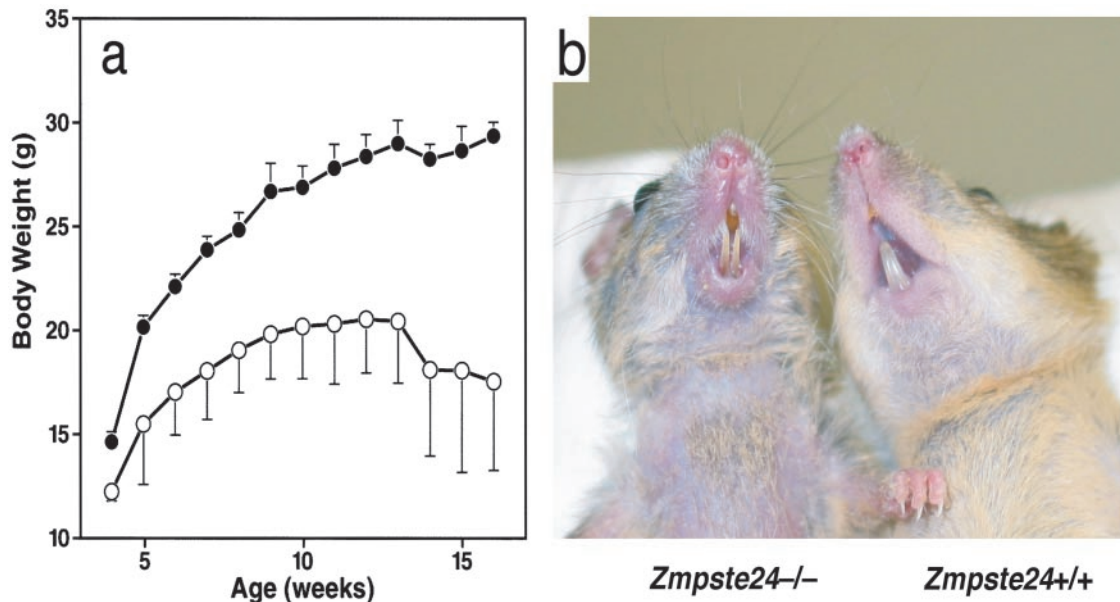 a
35
30
25
20
15
10
Body Weight (g)
5 10 15
Age (weeks)
b
Zmpste24–/– Zmpste24+/+